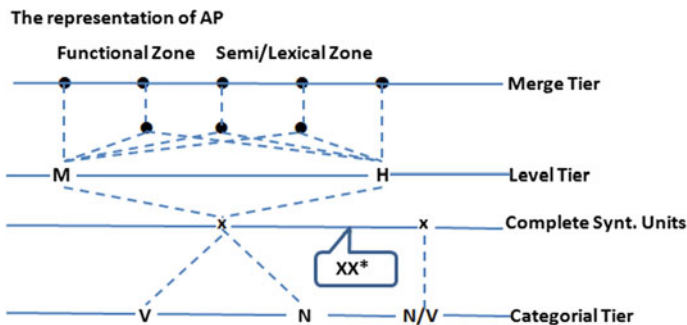 The representation of AP
Functional Zone Semi/Lexical Zone
Merge Tier
M H Level Tier
x x Complete Synt. Units
XX*
V N N/V Categorial Tier